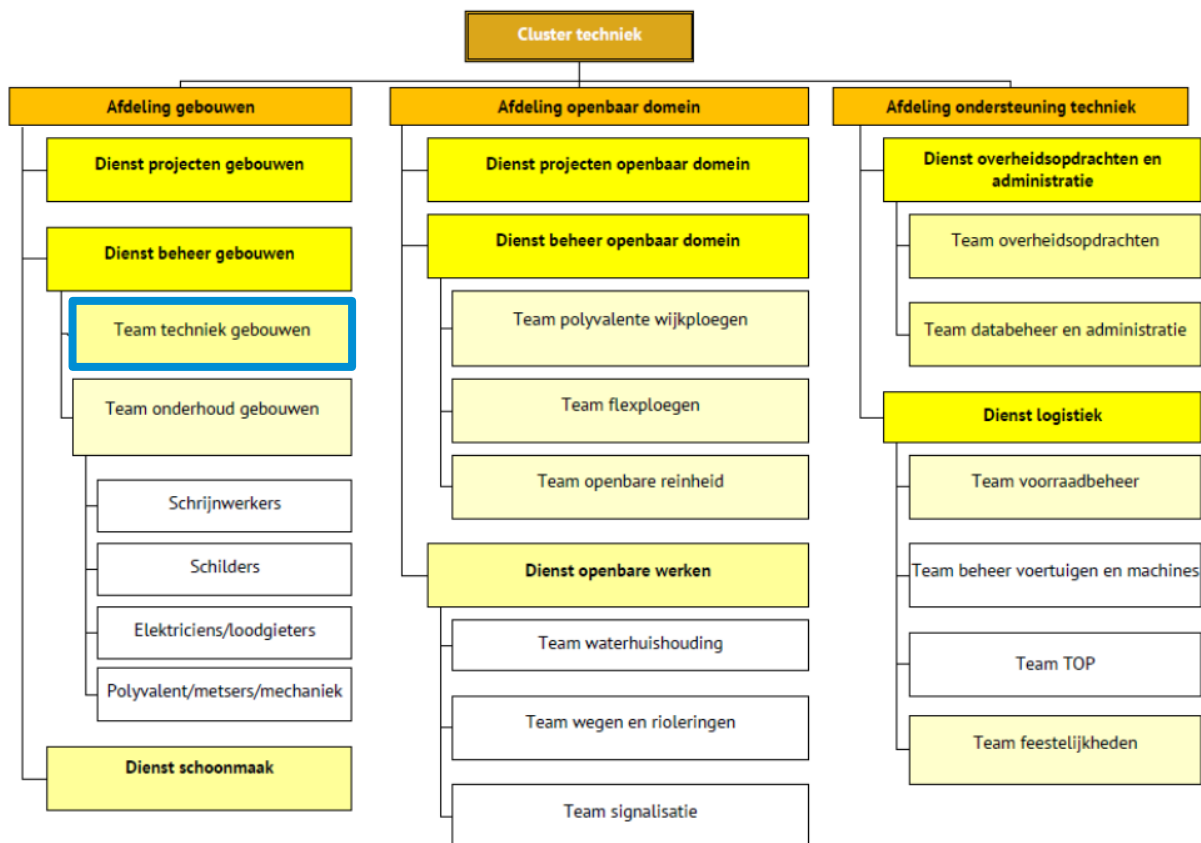 Cluster techniek
Afdeling gebouwen
Dienst projecten gebouwen
Dienst beheer gebouwen
Team techniek gebouwen
Team onderhoud gebouwen
Schrijnwerkers
Schilders
Elektriciens/loodgieters
Polyvalent/metsers/mechaniek
Dienst schoonmaak
Afdeling openbaar domein
Dienst projecten openbaar domein
Dienst beheer openbaar domein
Team polyvalente wijkploegen
Team flexploegen
Team openbare reinheid
Dienst openbare werken
Team waterhuishouding
Team wegen en rioleringen
Team signalisatie
Afdeling ondersteuning techniek
Dienst overheidsopdrachten en
administratie
Team overheidsopdrachten
Team databeheer en administratie
Dienst logistiek
Team voorraadbeheer
Team beheer voertuigen en machines
Team TOP
Team feestelijkheden